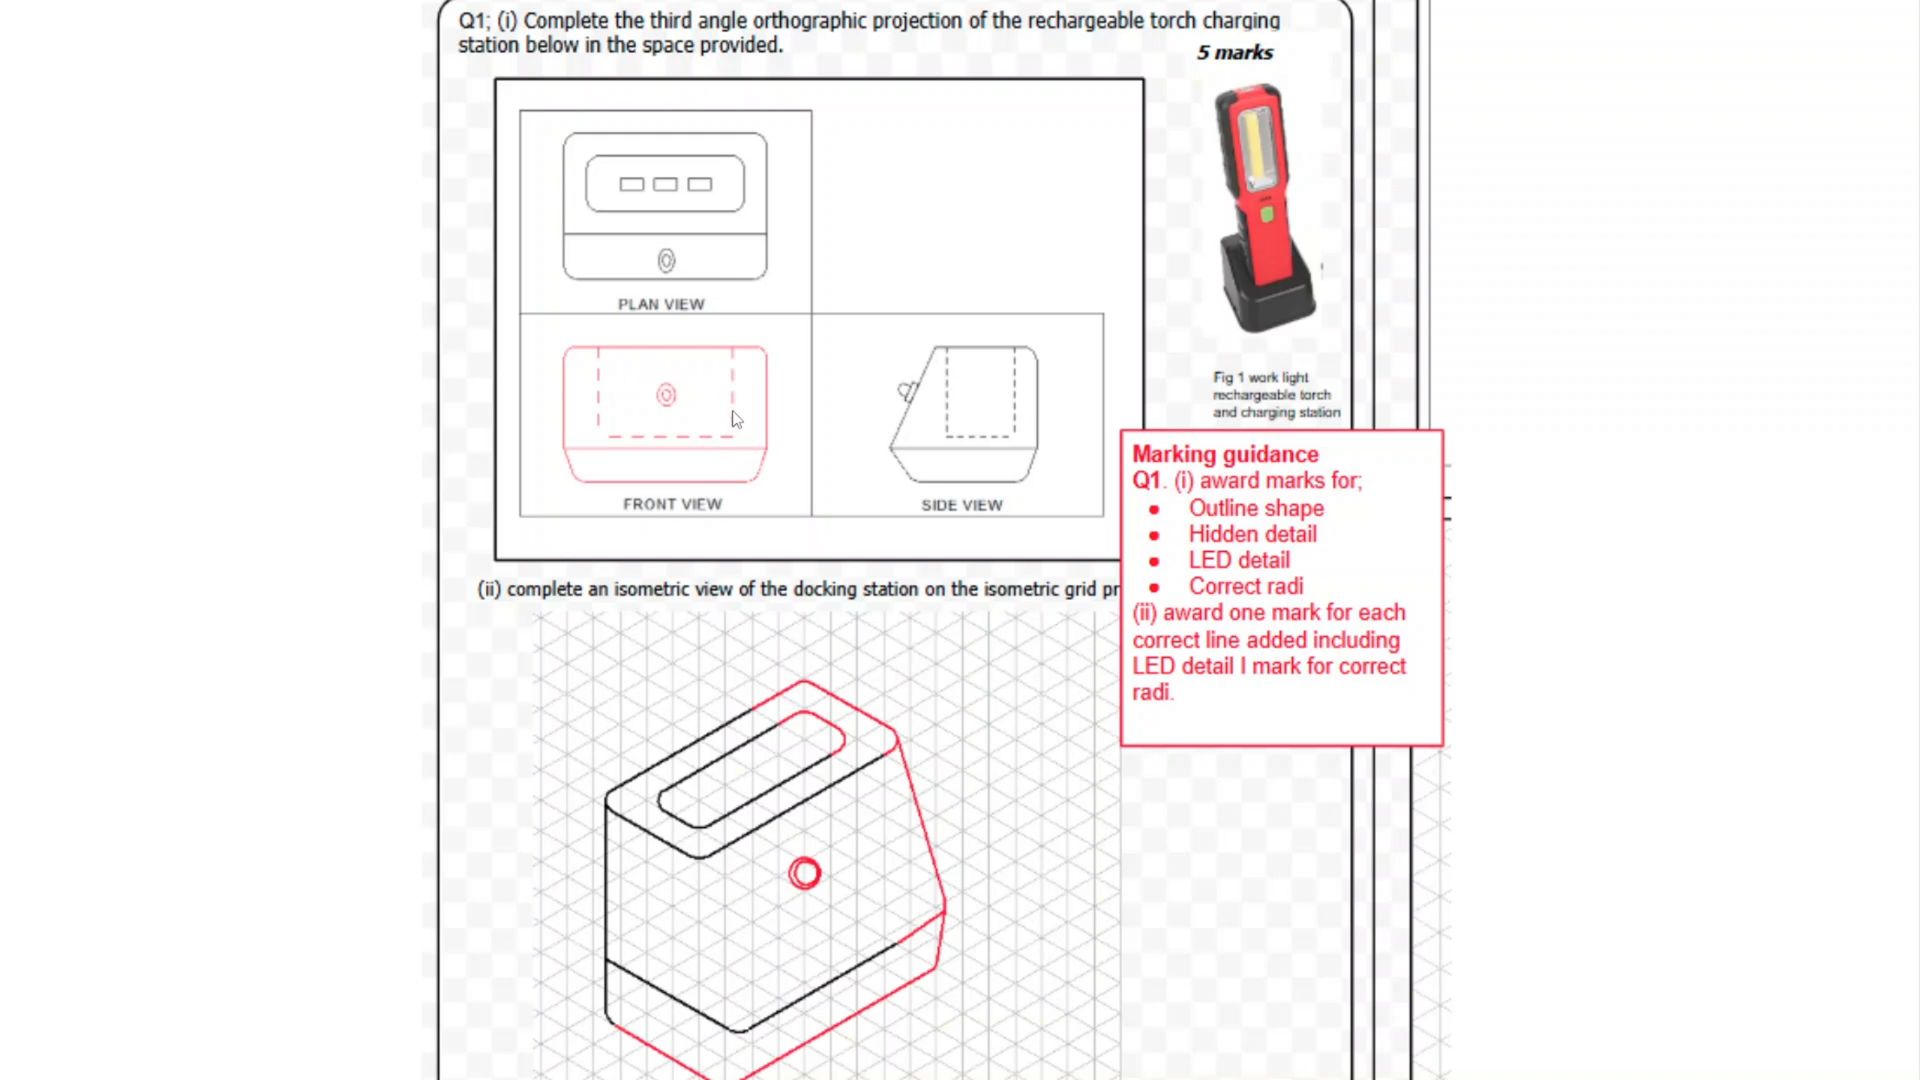 Q1; (i) Complete the third angle orthographic projection of the rechargeable torch charging
station below in the space provided.
5 marks
PLAN VIEW
FRONT VIEW
SIDE VIEW
Fig 1 work light
rechargeable torch
and charging station
Marking guidance
Q1. (i) award marks for;
• Outline shape
• Hidden detail
• LED detail
• Correct radi
(ii) award one mark for each
correct line added including
LED detail I mark for correct
radi.
(ii) complete an isometric view of the docking station on the isometric grid pr